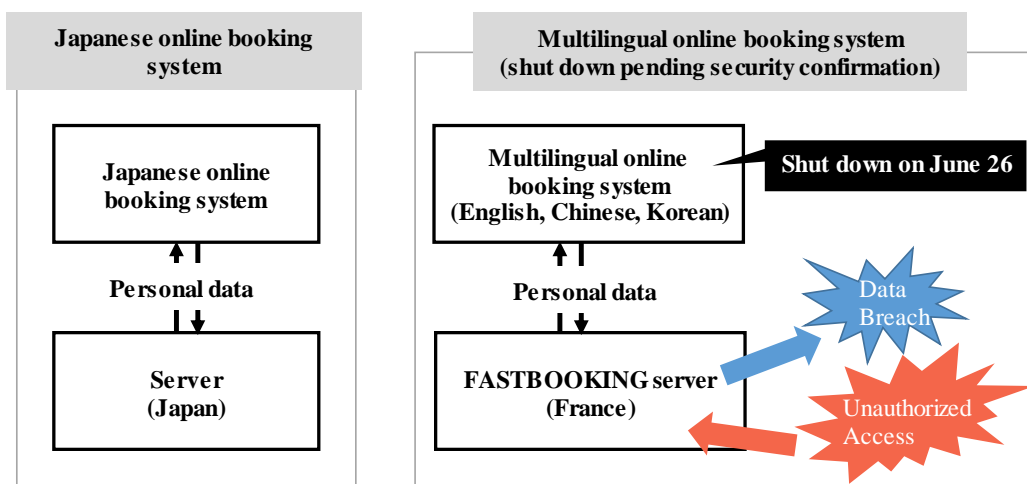 Japanese online booking
system
Multilingual online booking system
(shut down pending security confirmation)
Japanese online
booking system
Multilingual online
booking system
(English, Chinese, Korean)
Shut down on June 26
Personal data
Personal data
Data
Breach
Server
(Japan)
FASTBOOKING server
(France)
Unauthorized
Access